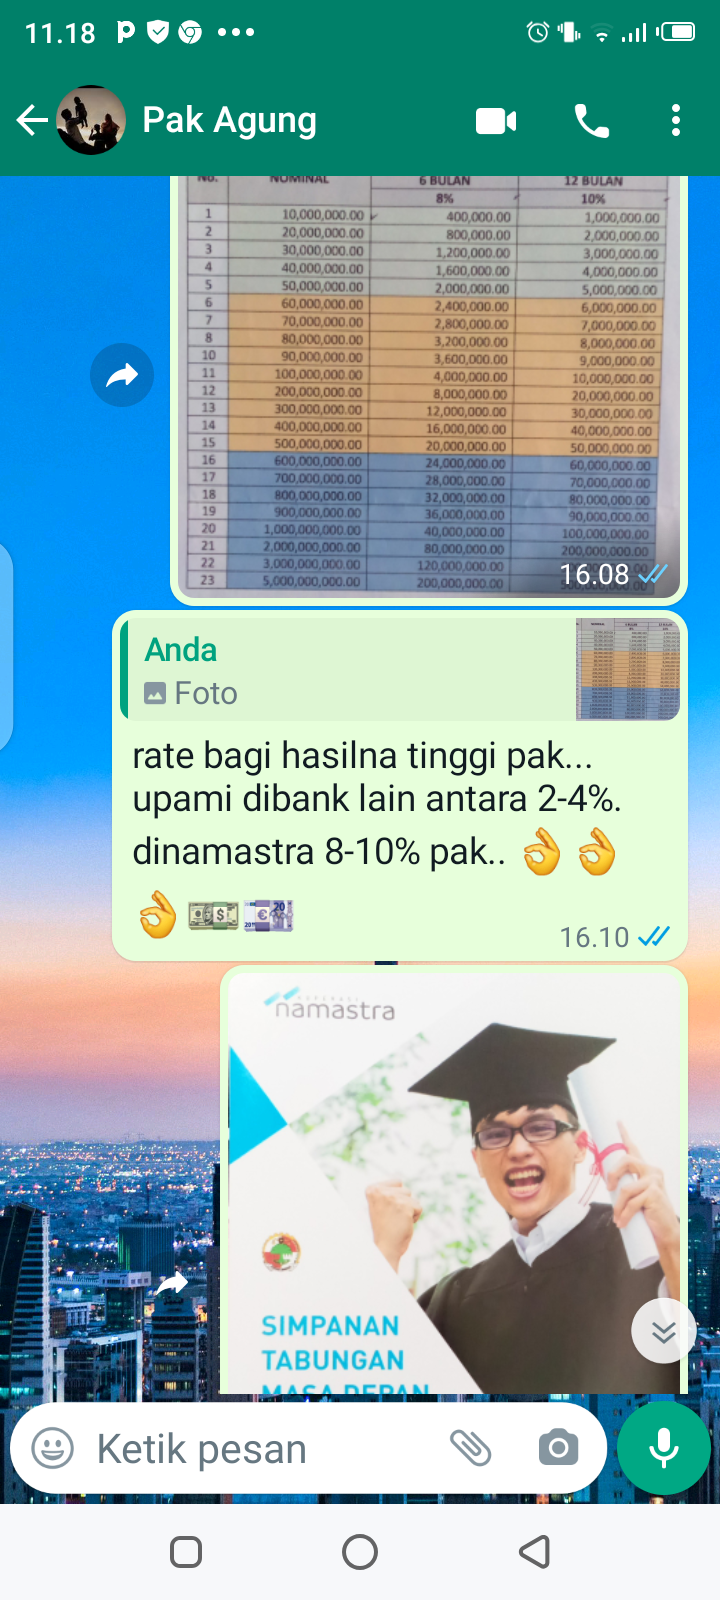 11.18
Pak Agung
No. NOMINAL 6 BULAN 12 BULAN
8% 10%
1 10,000,000.00 400,000.00 1,000,000.00
2 20,000,000.00 800,000.00 2,000,000.00
3 30,000,000.00 1,200,000.00 3,000,000.00
4 40,000,000.00 1,600,000.00 4,000,000.00
5 50,000,000.00 2,000,000.00 5,000,000.00
6 60,000,000.00 2,400,000.00 6,000,000.00
7 70,000,000.00 2,800,000.00 7,000,000.00
8 80,000,000.00 3,200,000.00 8,000,000.00
10 90,000,000.00 3,600,000.00 9,000,000.00
11 100,000,000.00 4,000,000.00 10,000,000.00
12 200,000,000.00 8,000,000.00 20,000,000.00
13 300,000,000.00 12,000,000.00 30,000,000.00
14 400,000,000.00 16,000,000.00 40,000,000.00
15 500,000,000.00 20,000,000.00 50,000,000.00
16 600,000,000.00 24,000,000.00 60,000,000.00
17 700,000,000.00 28,000,000.00 70,000,000.00
18 800,000,000.00 32,000,000.00 80,000,000.00
19 900,000,000.00 36,000,000.00 90,000,000.00
20 1,000,000,000.00 40,000,000.00 100,000,000.00
21 2,000,000,000.00 80,000,000.00 200,000,000.00
22 3,000,000,000.00 120,000,000.00
23 5,000,000,000.00 200,000,000.00
16.08
Anda
Foto
rate bagi hasilna tinggi pak...
upami dibank lain antara 2-4%.
dinamastra 8-10% pak.. 👌👌
👌💵💶
16.10
KOPERASI
namastra
SIMPANAN
TABUNGAN
MASA DEPAN
Ketik pesan